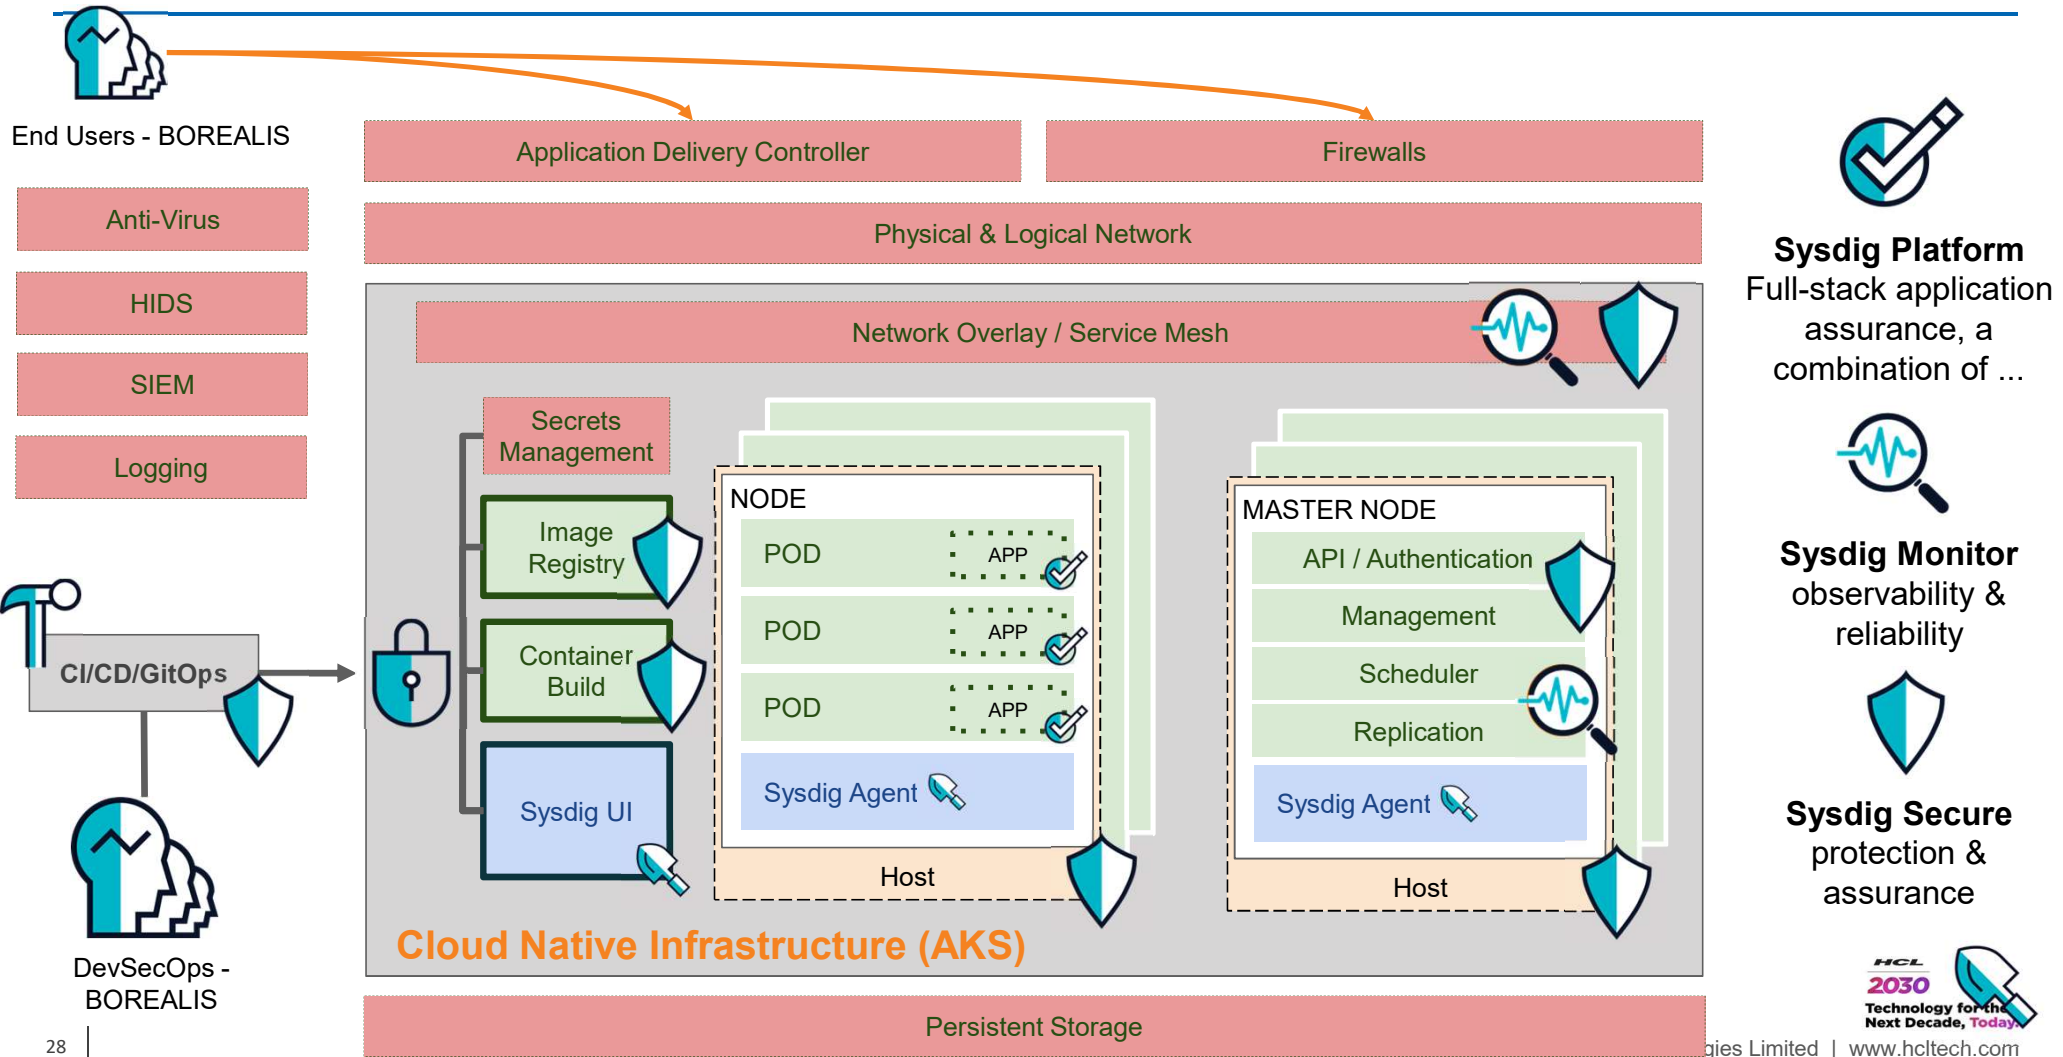 End Users - BOREALIS
Anti-Virus
HIDS
SIEM
Logging
CI/CD/GitOps
DevSecOps -
BOREALIS
28
Application Delivery Controller
Firewalls
Physical & Logical Network
Network Overlay / Service Mesh
Secrets
Management
Image
Registry
Container
Build
Sysdig UI
NODE
POD
APP
POD
APP
POD
APP
Sysdig Agent
Host
MASTER NODE
API / Authentication
Management
Scheduler
Replication
Sysdig Agent
Host
Cloud Native Infrastructure (AKS)
Persistent Storage
Sysdig Platform
Full-stack application
assurance, a
combination of ...
Sysdig Monitor
observability &
reliability
Sysdig Secure
protection &
assurance
HCL
2030
Technology for the
Next Decade, Today.
Limited | www.hcltech.com